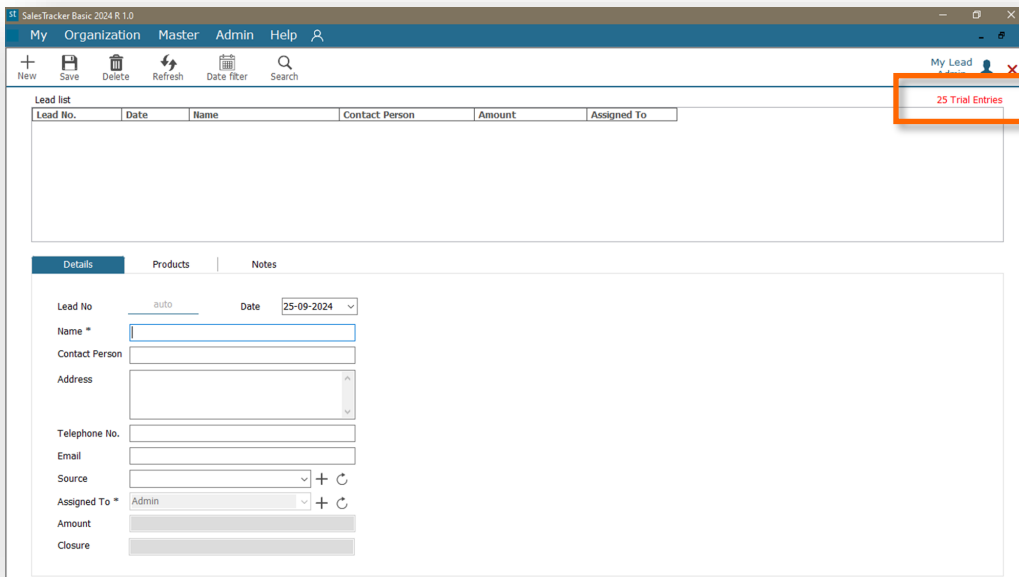 st SalesTracker Basic 2024 R 1.0
My Organization Master Admin Help
New Save Delete Refresh Date filter Search
My Lead
Admin
25 Trial Entries
Lead list
Lead No. Date Name Contact Person Amount Assigned To
Details Products Notes
Lead No auto Date 25-09-2024
Name *
Contact Person
Address
Telephone No.
Email
Source
Assigned To * Admin
Amount
Closure